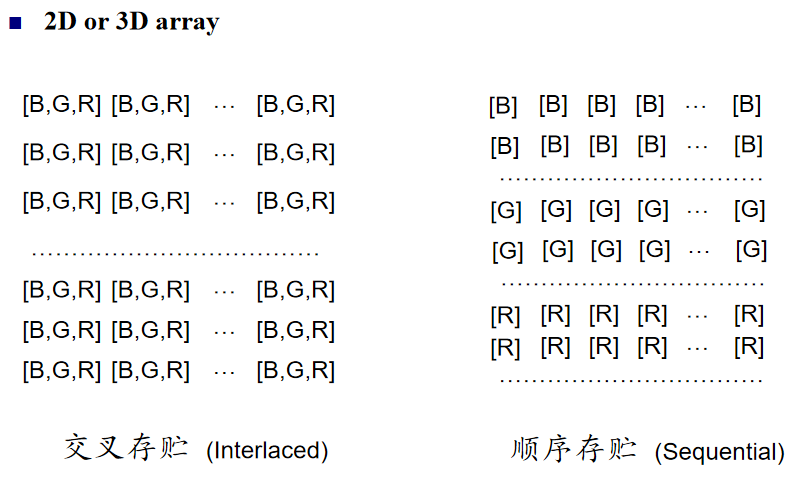 ■ 2D or 3D array
[B,G,R] [B,G,R] … [B,G,R]
[B,G,R] [B,G,R] … [B,G,R]
[B,G,R] [B,G,R] … [B,G,R]
………………………………
[B,G,R] [B,G,R] … [B,G,R]
[B,G,R] [B,G,R] … [B,G,R]
[B,G,R] [B,G,R] … [B,G,R]
交叉存贮 (Interlaced)
[B] [B] [B] [B] … [B]
[B] [B] [B] [B] … [B]
………………………………
[G] [G] [G] [G] … [G]
[G] [G] [G] [G] … [G]
………………………………
[R] [R] [R] [R] … [R]
[R] [R] [R] [R] … [R]
………………………………
顺序存贮 (Sequential)